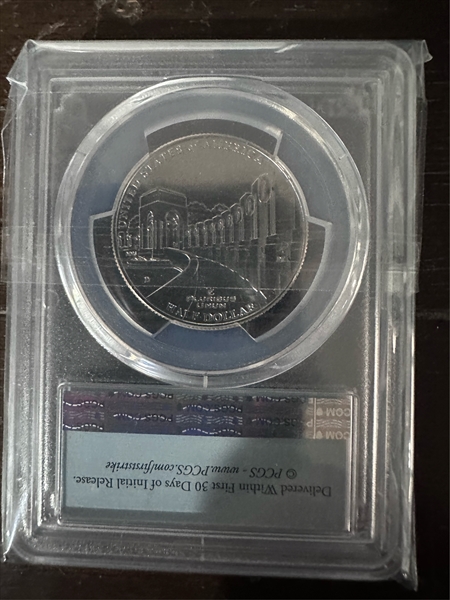 UNITED STATES of AMERICA
D
E
PLURIBUS
UNUM
HALF DOLLAR
Delivered Within First 30 Days of Initial Release.
© PCGS - www.PCGS.com/firststrike